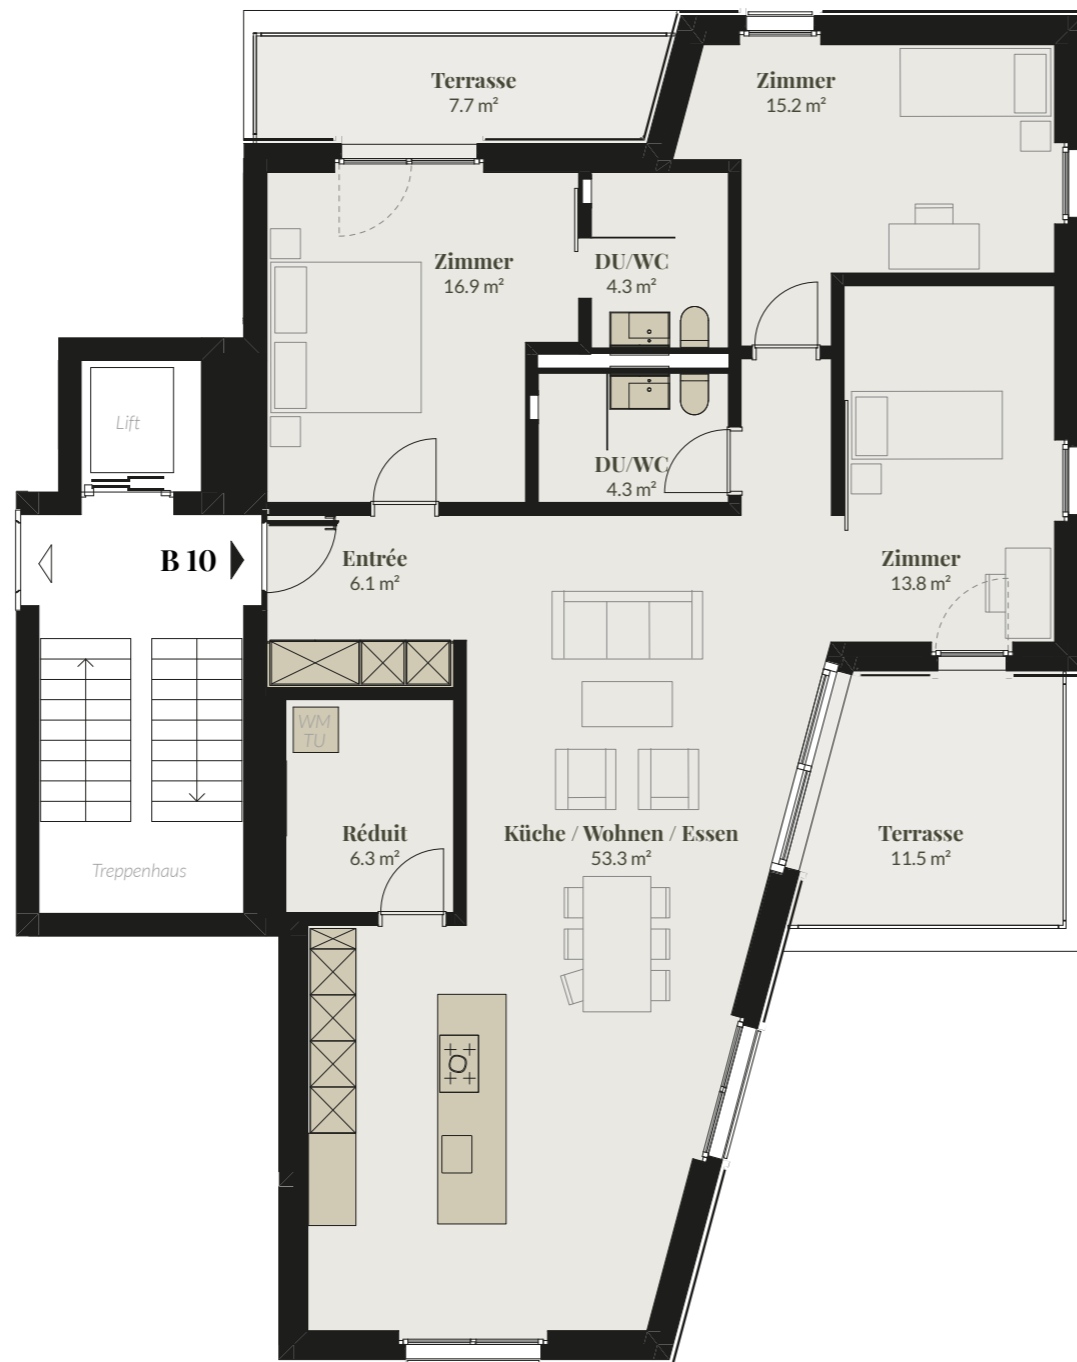 Terrasse
7.7 m²
Zimmer
15.2 m²
Zimmer
16.9 m²
DU/WC
4.3 m²
Lift
DU/WC
4.3 m²
B 10
Entrée
6.1 m²
Zimmer
13.8 m²
WM
TU
Réduit
6.3 m²
Küche / Wohnen / Essen
53.3 m²
Terrasse
11.5 m²
Treppenhaus